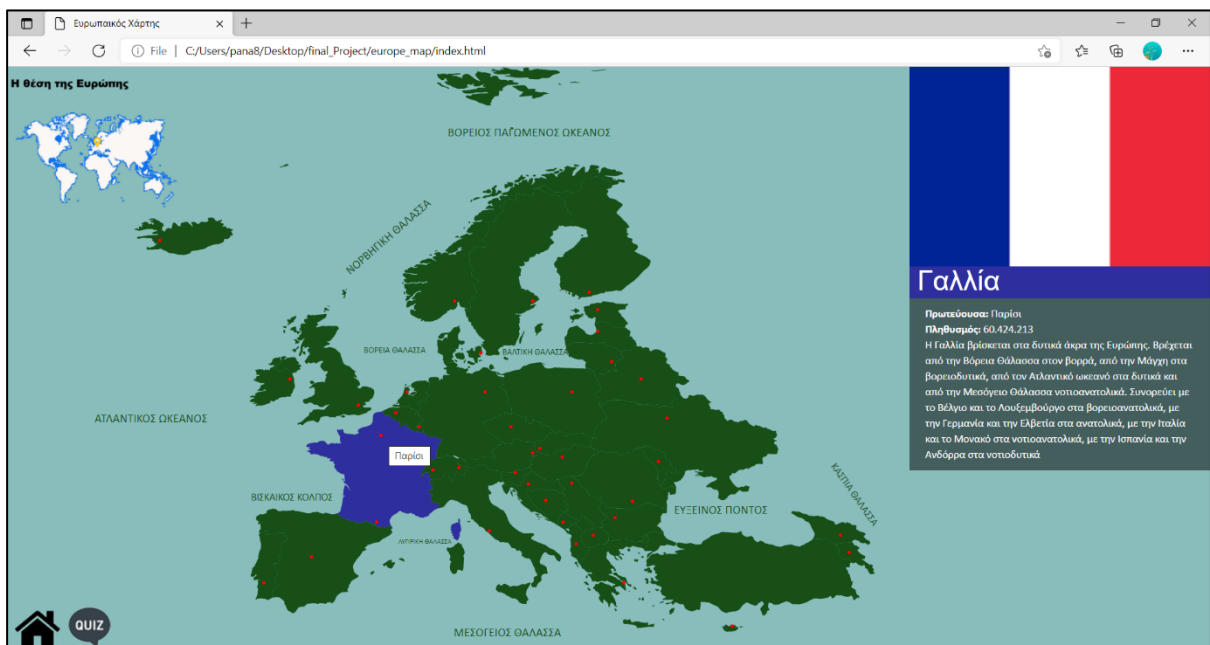 Ευρωπαικός Χάρτης
File | C:/Users/pana8/Desktop/final_Project/europe_map/index.html
Η θέση της Ευρώπης
ΒΟΡΕΙΟΣ ΠΑΓΩΜΕΝΟΣ ΩΚΕΑΝΟΣ
ΝΟΡΒΗΓΙΚΗ ΘΑΛΑΣΣΑ
ΒΟΡΕΙΑ ΘΑΛΑΣΣΑ
ΒΑΛΤΙΚΗ ΘΑΛΑΣΣΑ
ΑΤΛΑΝΤΙΚΟΣ ΩΚΕΑΝΟΣ
Παρίσι
ΒΙΣΚΑΙΚΟΣ ΚΟΛΠΟΣ
ΛΥΓΙΡΙΚΗ ΘΑΛΑΣΣΑ
ΕΥΞΕΙΝΟΣ ΠΟΝΤΟΣ
ΚΑΣΠΙΑ ΘΑΛΑΣΣΑ
ΜΕΣΟΓΕΙΟΣ ΘΑΛΑΣΣΑ
QUIZ
Γαλλία
Πρωτεύουσα: Παρίσι
Πληθυσμός: 60.424.213
Η Γαλλία βρίσκεται στα δυτικά άκρα της Ευρώπης. Βρέχεται
από την Βόρεια Θάλασσα στον βορρά, από την Μάγχη στα
βορειοδυτικά, από τον Ατλαντικό ωκεανό στα δυτικά και
από την Μεσόγειο Θάλασσα νοτιοανατολικά. Συνορεύει με
το Βέλγιο και το Λουξεμβούργο στα βορειοανατολικά, με
την Γερμανία και την Ελβετία στα ανατολικά, με την Ιταλία
και το Μονακό στα νοτιοανατολικά, με την Ισπανία και την
Ανδόρρα στα νοτιοδυτικά